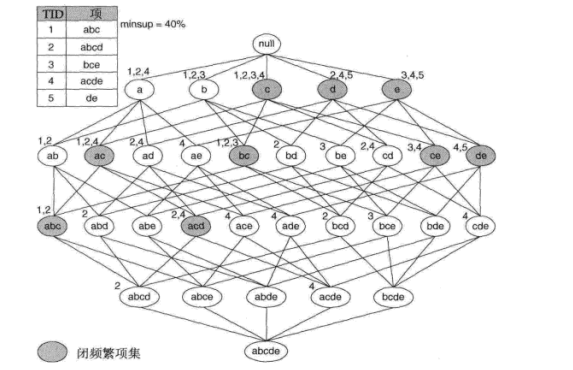 TID 项
1 abc
2 abcd
3 bce
4 acde
5 de
minsup = 40%
null
1,2,4 1,2,3 1,2,3,4 2,4,5 3,4,5
a b c d e
1,2 1,2,4 2,4 4 1,2,3 2 3 2,4 3,4 4,5
ab ac ad ae bc bd be cd ce de
1,2 2 2,4 4 4 2 3 4
abc abd abe acd ace ade bcd bce bde cde
2 4
abcd abce abde acde bcde
abcde
闭频繁项集